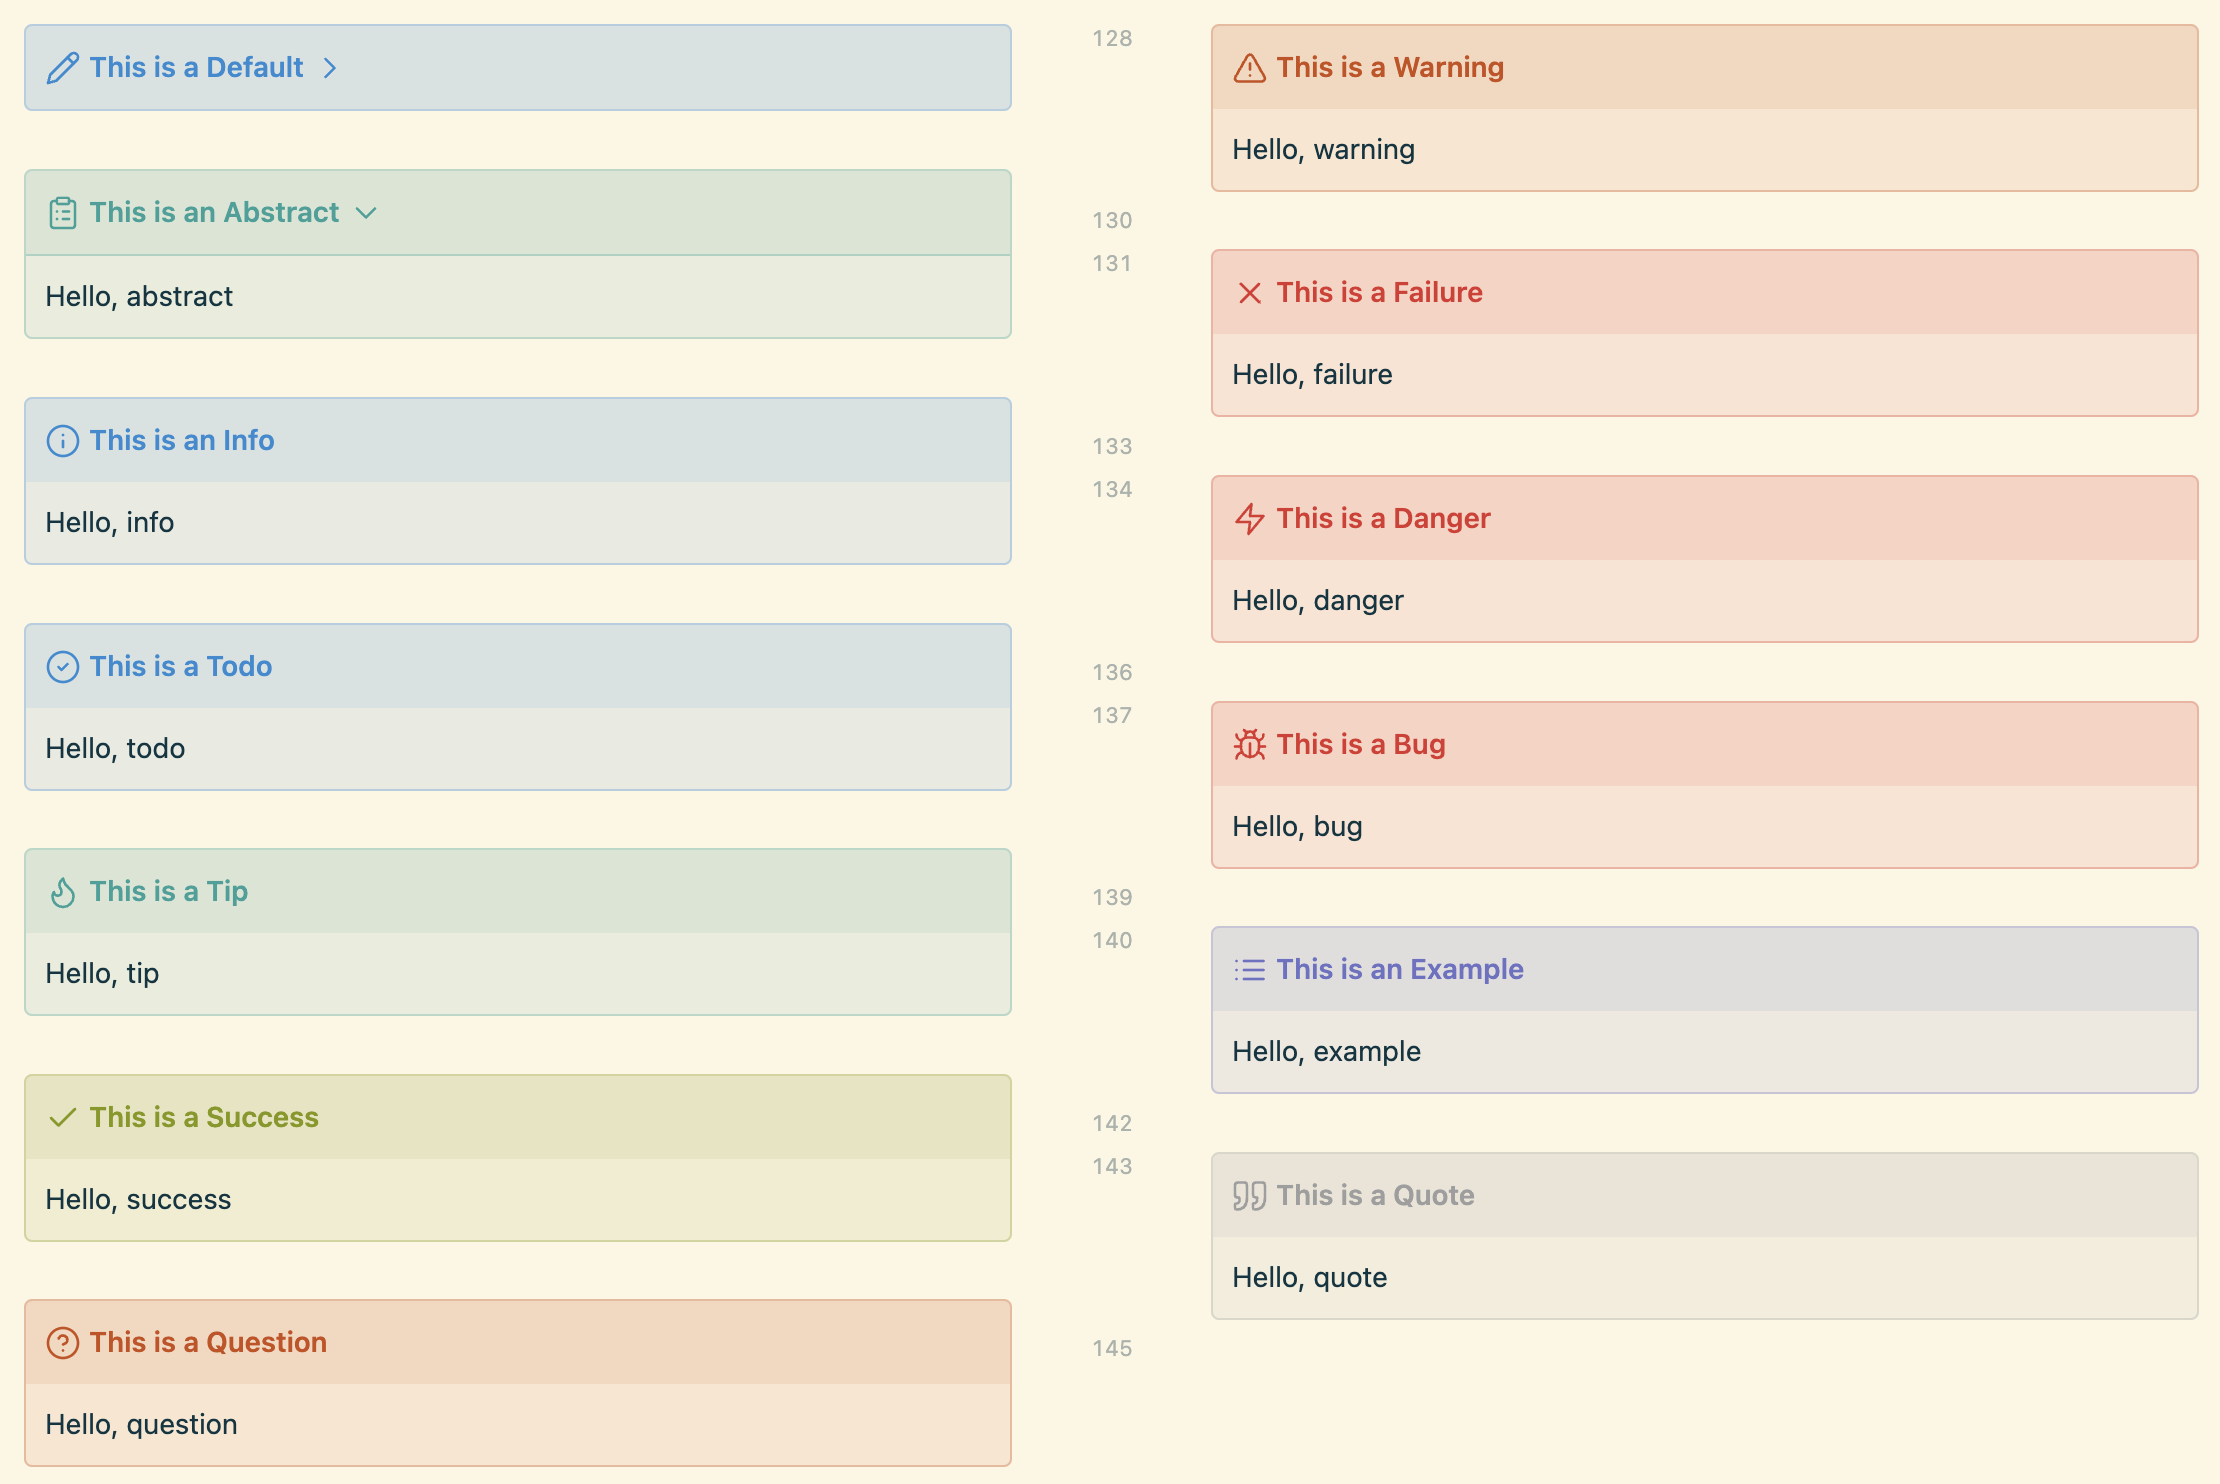 This is a Default
This is an Abstract
Hello, abstract
This is an Info
Hello, info
This is a Todo
Hello, todo
This is a Tip
Hello, tip
This is a Success
Hello, success
This is a Question
Hello, question
128
This is a Warning
Hello, warning
130
131
This is a Failure
Hello, failure
133
134
This is a Danger
Hello, danger
136
137
This is a Bug
Hello, bug
139
140
This is an Example
Hello, example
142
143
This is a Quote
Hello, quote
145